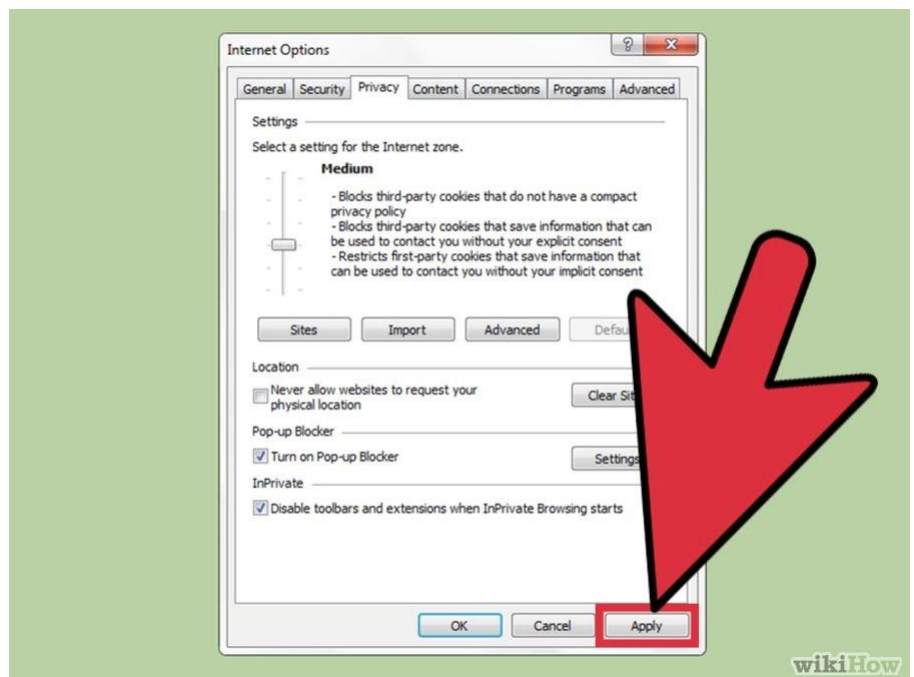 Internet Options
General Security Privacy Content Connections Programs Advanced
Settings
Select a setting for the Internet zone.
Medium
- Blocks third-party cookies that do not have a compact
privacy policy
- Blocks third-party cookies that save information that can
be used to contact you without your explicit consent
- Restricts first-party cookies that save information that
can be used to contact you without your implicit consent
Sites Import Advanced
Location
Never allow websites to request your
physical location
Clear
Pop-up Blocker
Turn on Pop-up Blocker
Settings
InPrivate
Disable toolbars and extensions when InPrivate Browsing starts
OK Cancel Apply
wikiHow